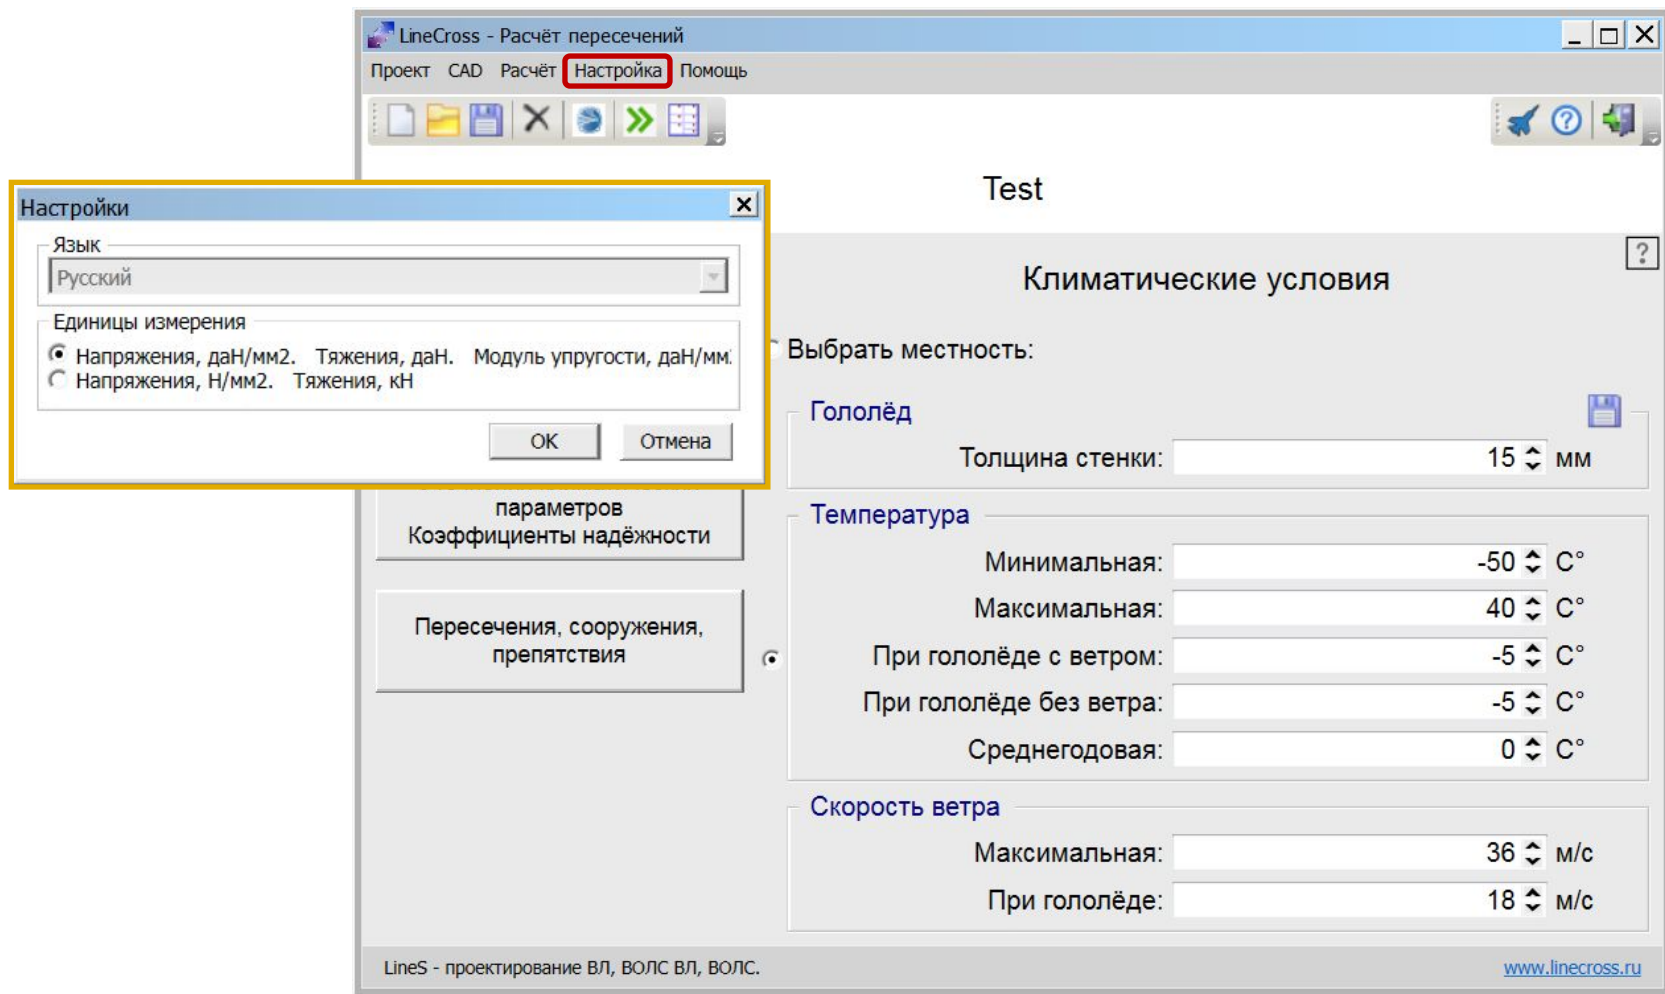 LineCross - Расчёт пересечений
Проект CAD Расчёт Настройка Помощь
Test
Настройки
Язык
Русский
Единицы измерения
Напряжения, даН/мм2. Тяжения, даН. Модуль упругости, даН/мм
Напряжения, Н/мм2. Тяжения, кН
OK Отмена
параметров
Коэффициенты надёжности
Пересечения, сооружения,
препятствия
?
Климатические условия
Выбрать местность:
Гололёд
Толщина стенки: 15 мм
Температура
Минимальная: -50 C°
Максимальная: 40 C°
При гололёде с ветром: -5 C°
При гололёде без ветра: -5 C°
Среднегодовая: 0 C°
Скорость ветра
Максимальная: 36 м/с
При гололёде: 18 м/с
LineS - проектирование ВЛ, ВОЛС ВЛ, ВОЛС. www.linecross.ru